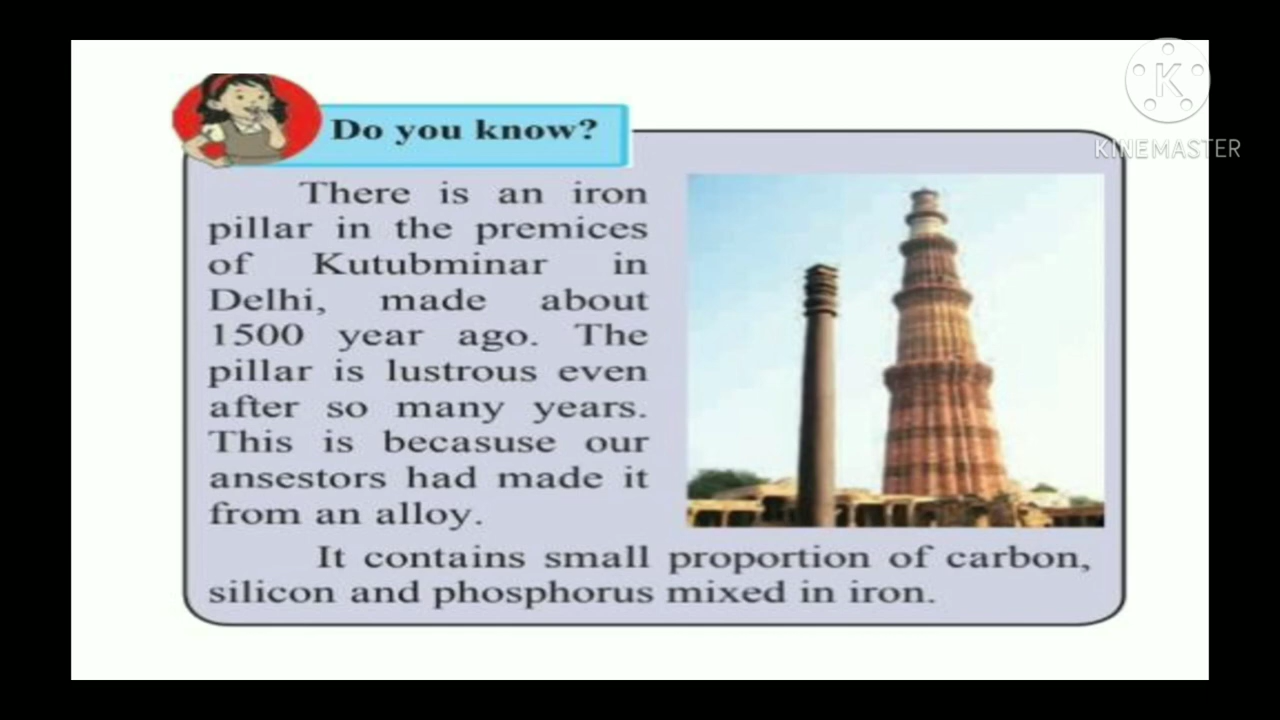 Do you know?
K
KINEMASTER
There is an iron
pillar in the premices
of Kutubminar in
Delhi, made about
1500 year ago. The
pillar is lustrous even
after so many years.
This is becasuse our
ansestors had made it
from an alloy.
It contains small proportion of carbon,
silicon and phosphorus mixed in iron.